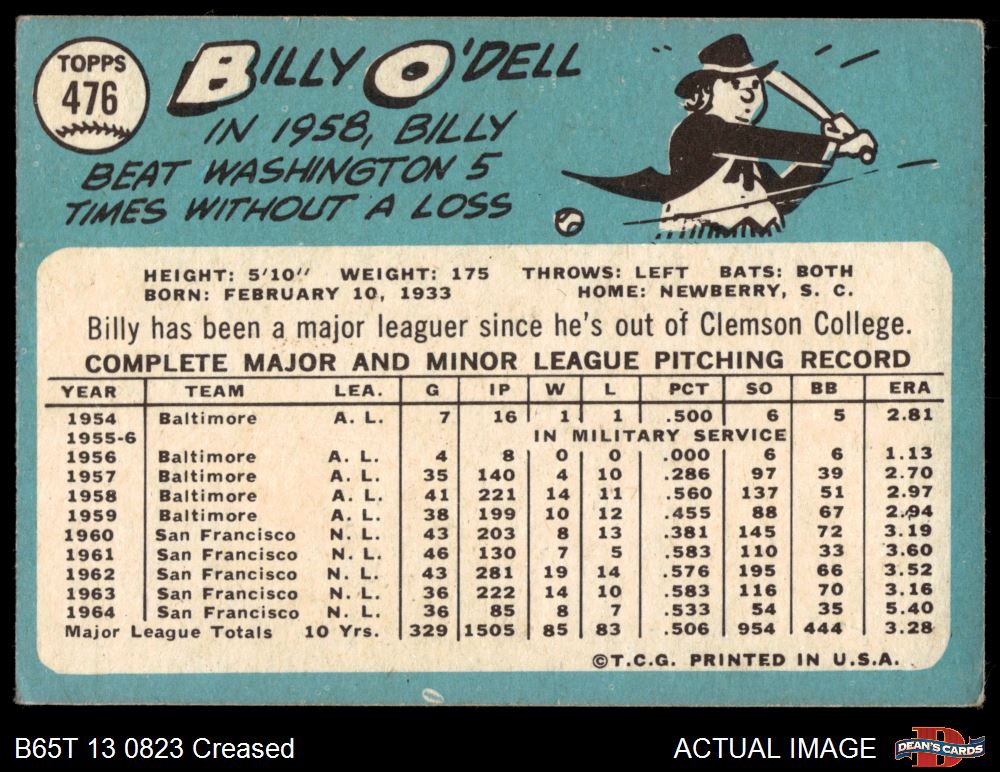 TOPPS
476
BILLY O'DELL
IN 1958, BILLY
BEAT WASHINGTON 5
TIMES WITHOUT A LOSS
HEIGHT: 5'10" WEIGHT: 175 THROWS: LEFT BATS: BOTH
BORN: FEBRUARY 10, 1933 HOME: NEWBERRY, S. C.
Billy has been a major leaguer since he's out of Clemson College.
COMPLETE MAJOR AND MINOR LEAGUE PITCHING RECORD
YEAR TEAM LEA. G IP W L PCT SO BB ERA
1954 Baltimore A. L. 7 16 1 1 .500 6 5 2.81
1955-6 IN MILITARY SERVICE
1956 Baltimore A. L. 4 8 0 0 .000 6 6 1.13
1957 Baltimore A. L. 35 140 4 10 .286 97 39 2.70
1958 Baltimore A. L. 41 221 14 11 .560 137 51 2.97
1959 Baltimore A. L. 38 199 10 12 .455 88 67 2.94
1960 San Francisco N. L. 43 203 8 13 .381 145 72 3.19
1961 San Francisco N. L. 46 130 7 5 .583 110 33 3.60
1962 San Francisco N. L. 43 281 19 14 .576 195 66 3.52
1963 San Francisco N. L. 36 222 14 10 .583 116 70 3.16
1964 San Francisco N. L. 36 85 8 7 .533 54 35 5.40
Major League Totals 10 Yrs. 329 1505 85 83 .506 954 444 3.28
©T.C.G. PRINTED IN U.S.A.
B65T 13 0823 Creased
ACTUAL IMAGE
DEAN'S CARDS